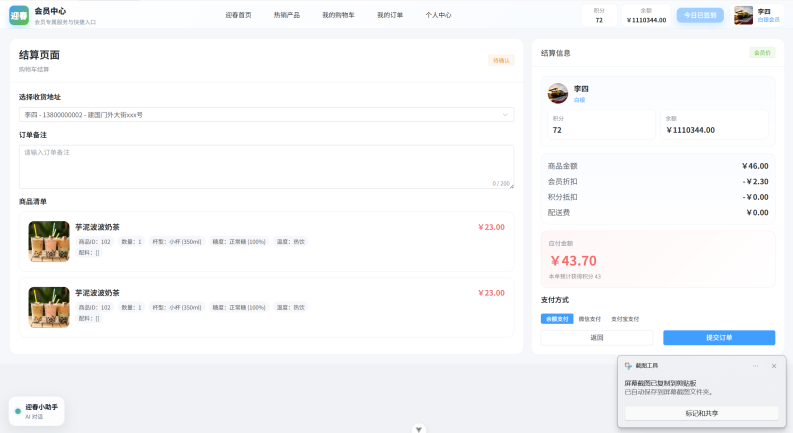 迎春
会员中心
会员专属服务与快捷入口
迎春首页
热销产品
我的购物车
我的订单
个人中心
积分
72
余额
￥1110344.00
今日已签到
李四
白银会员
结算页面
购物车结算
待确认
选择收货地址
李四 - 13800000002 - 建国门外大街xxx号
订单备注
请输入订单备注
0 / 200
商品清单
芋泥波波奶茶
￥23.00
商品ID：102
数量：1
杯型：小杯 (350ml)
糖度：正常糖 (100%)
温度：热饮
配料：[]
芋泥波波奶茶
￥23.00
商品ID：102
数量：1
杯型：小杯 (350ml)
糖度：正常糖 (100%)
温度：热饮
配料：[]
结算信息
会员价
李四
白银
积分
72
余额
￥1110344.00
商品金额
￥46.00
会员折扣
-￥2.30
积分抵扣
-￥0.00
配送费
￥0.00
应付金额
￥43.70
本单预计获得积分 43
支付方式
余额支付
微信支付
支付宝支付
返回
提交订单
截图工具
屏幕截图已复制到剪贴板
已自动保存到屏幕截图文件夹。
标记和共享
迎春小助手
AI 对话